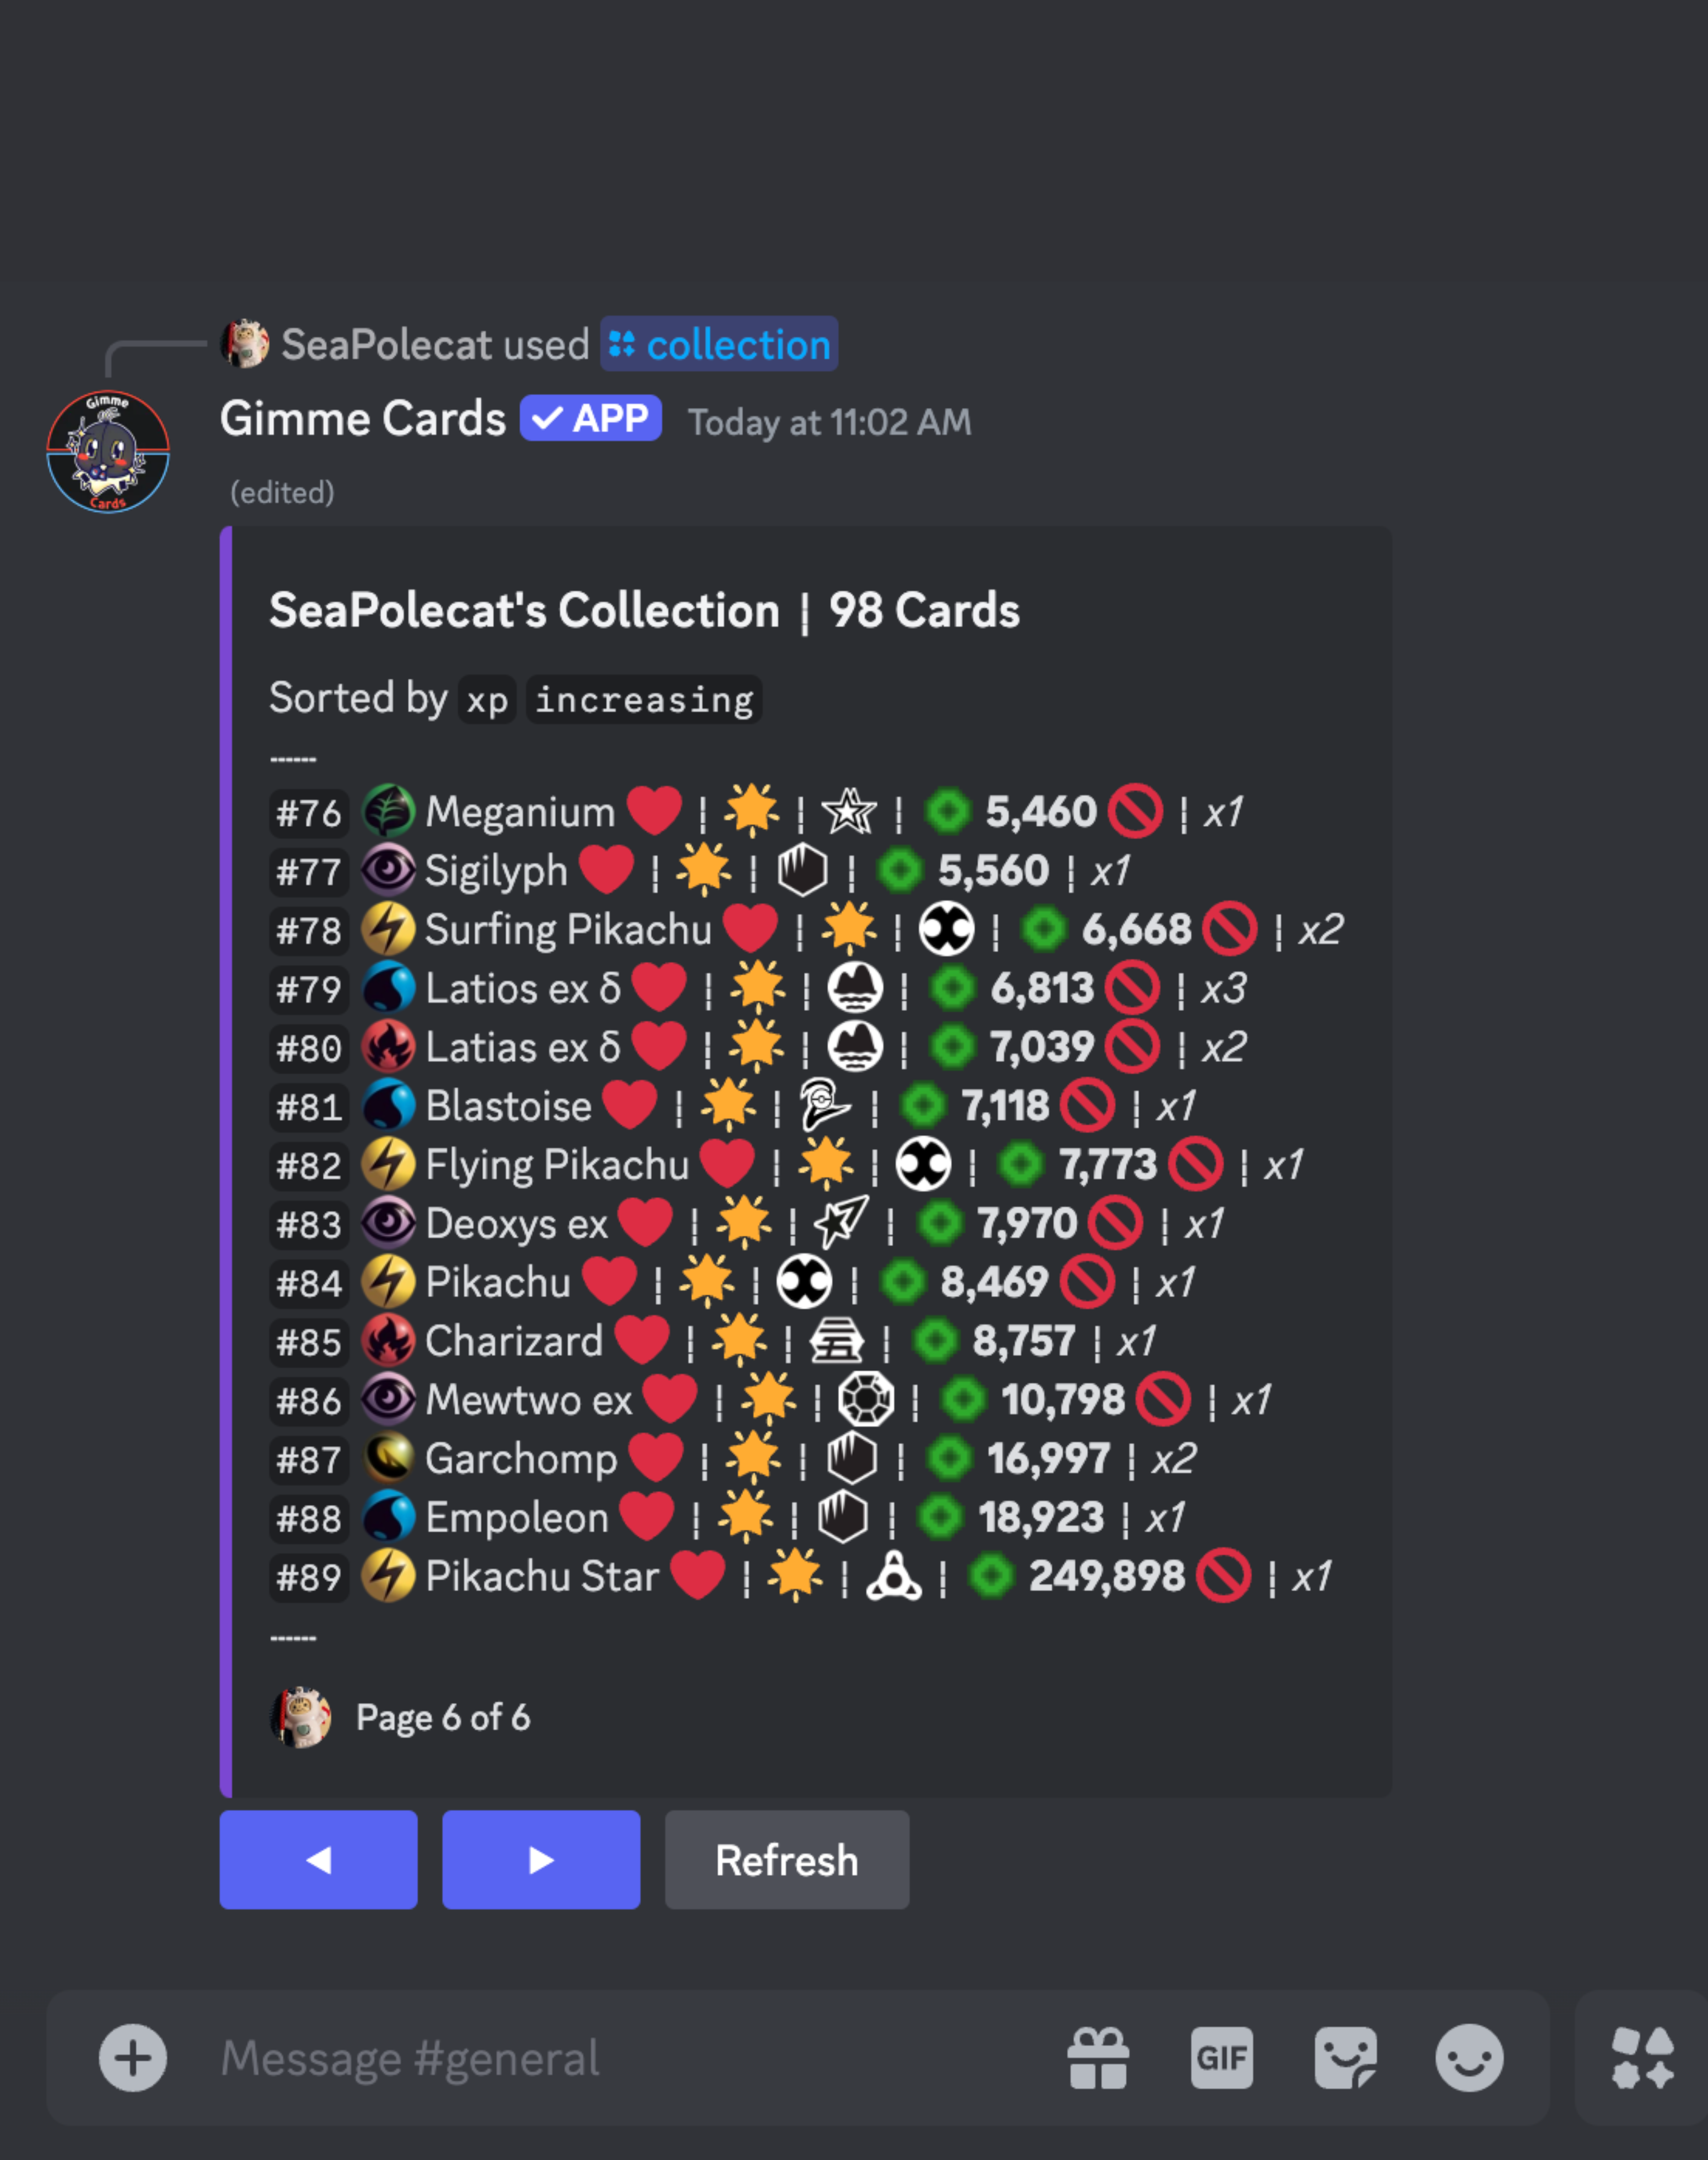 SeaPolecat used collection
Gimme Cards ✓ APP Today at 11:02 AM
(edited)
SeaPolecat's Collection | 98 Cards
Sorted by xp increasing
------
#76 Meganium ❤️ | 🌟 | 5,460 🚫 | x1
#77 Sigilyph ❤️ | 🌟 | 5,560 | x1
#78 Surfing Pikachu ❤️ | 🌟 | 6,668 🚫 | x2
#79 Latios ex δ ❤️ | 🌟 | 6,813 🚫 | x3
#80 Latias ex δ ❤️ | 🌟 | 7,039 🚫 | x2
#81 Blastoise ❤️ | 🌟 | 7,118 🚫 | x1
#82 Flying Pikachu ❤️ | 🌟 | 7,773 🚫 | x1
#83 Deoxys ex ❤️ | 🌟 | 7,970 🚫 | x1
#84 Pikachu ❤️ | 🌟 | 8,469 🚫 | x1
#85 Charizard ❤️ | 🌟 | 8,757 | x1
#86 Mewtwo ex ❤️ | 🌟 | 10,798 🚫 | x1
#87 Garchomp ❤️ | 🌟 | 16,997 | x2
#88 Empoleon ❤️ | 🌟 | 18,923 | x1
#89 Pikachu Star ❤️ | 🌟 | 249,898 🚫 | x1
------
Page 6 of 6
◀ ▶ Refresh
Message #general GIF
Gimme
Cards